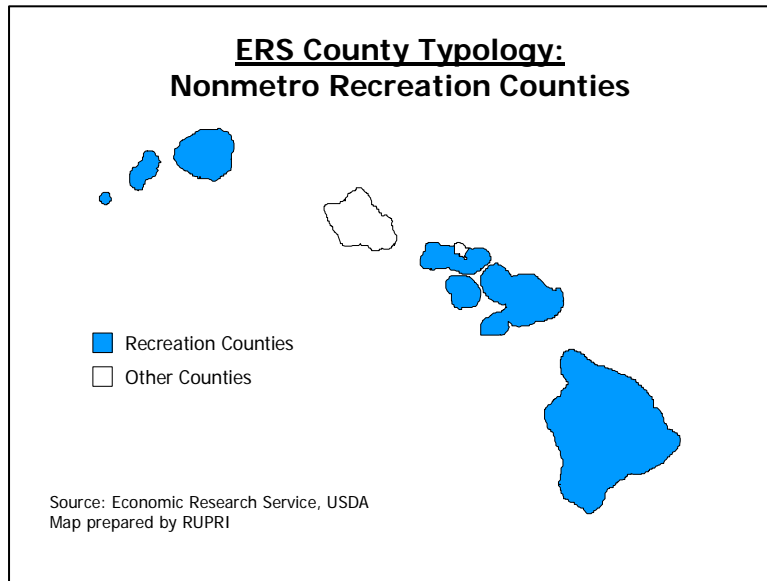 ERS County Typology:
Nonmetro Recreation Counties
Recreation Counties
Other Counties
Source: Economic Research Service, USDA
Map prepared by RUPRI